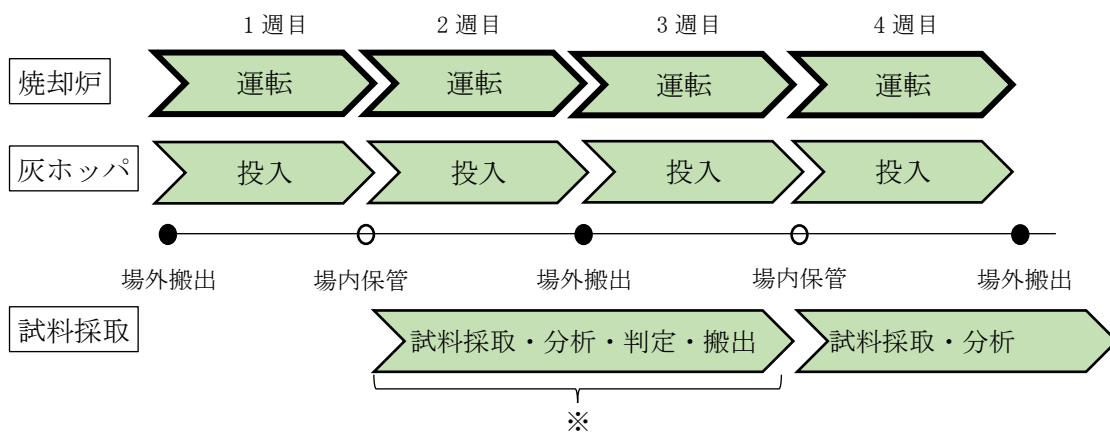 1週目 2週目 3週目 4週目
焼却炉 運転 運転 運転 運転
灰ホッパ 投入 投入 投入 投入
場外搬出 場内保管 場外搬出 場内保管 場外搬出
試料採取 試料採取・分析・判定・搬出 試料採取・分析
※